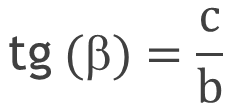 tg (β) = c/b